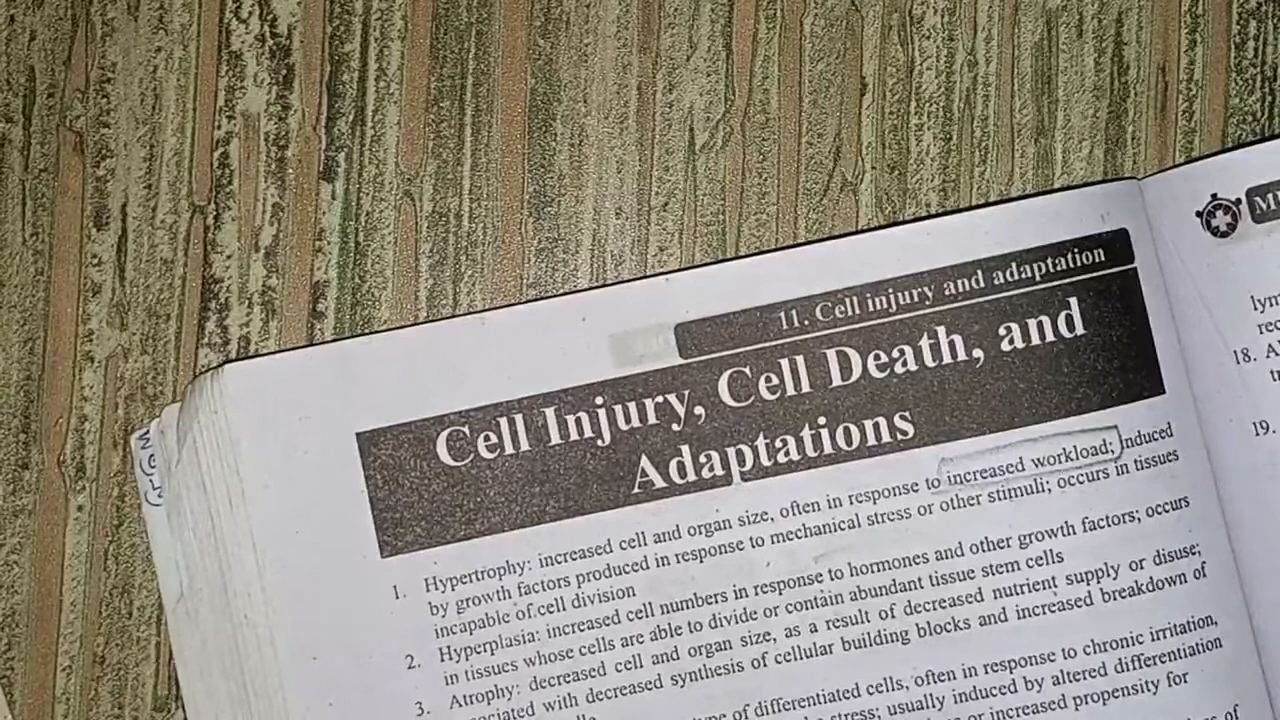 11. Cell injury and adaptation
Cell Injury, Cell Death, and
Adaptations
1. Hypertrophy: increased cell and organ size, often in response to increased workload; induced
by growth factors produced in response to mechanical stress or other stimuli; occurs in tissues
incapable of cell division
2. Hyperplasia: increased cell numbers in response to hormones and other growth factors; occurs
in tissues whose cells are able to divide or contain abundant tissue stem cells
3. Atrophy: decreased cell and organ size, as a result of decreased nutrient supply or disuse;
with decreased synthesis of cellular building blocks and increased breakdown of
of differentiated cells, often in response to chronic irritation,
stress; usually induced by altered differentiation
or increased propensity for
of
18.
19.